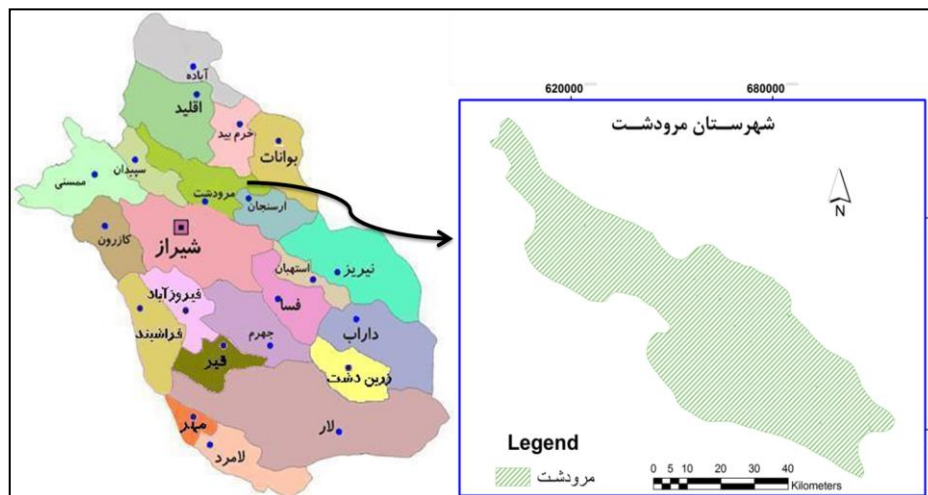 آباده
اقلید
خرم بید
بوانات
سپیدان
ممسنی
مرودشت
ارسنجان
کازرون
شیراز
نیریز
استهبان
فیروزآباد
فسا
فراشبند
جهرم
داراب
قیر
زرین دشت
مهر
لار
لامرد
620000 680000
شهرستان مرودشت
N
Legend
مرودشت
0 5 10 20 30 40
Kilometers